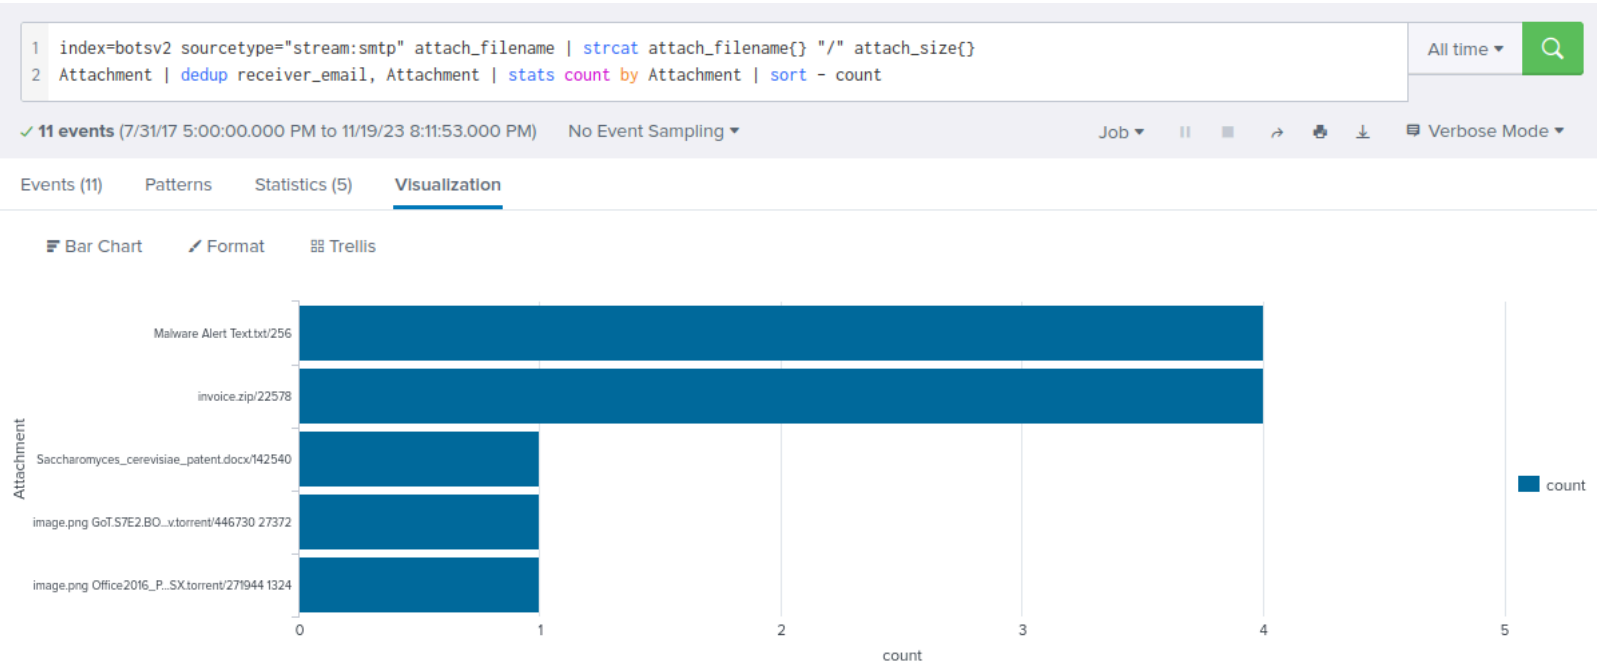 1 index=botsv2 sourcetype="stream:smtp" attach_filename | strcat attach_filename{} "/" attach_size{}
2 Attachment | dedup receiver_email, Attachment | stats count by Attachment | sort - count
All time
11 events (7/31/17 5:00:00.000 PM to 11/19/23 8:11:53.000 PM) No Event Sampling
Job
Verbose Mode
Events (11) Patterns Statistics (5) Visualization
Bar Chart Format Trellis
Attachment
Malware Alert Text.txt/256
invoice.zip/22578
Saccharomyces_cerevisiae_patent.docx/142540
image.png GoT.S7E2.BO...v.torrent/446730 27372
image.png Office2016_P...SX.torrent/271944 1324
0 1 2 3 4 5
count
count